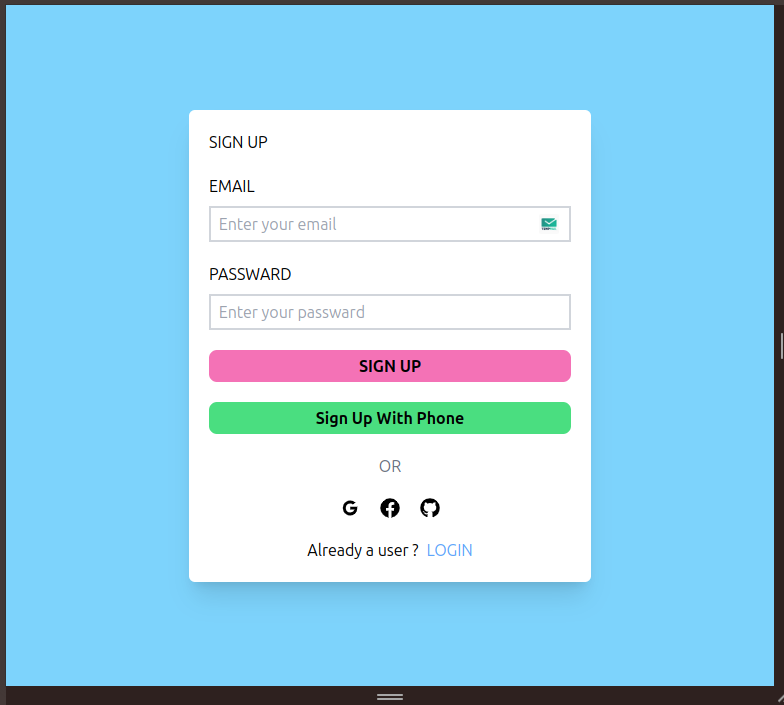 SIGN UP
EMAIL
Enter your email
PASSWARD
Enter your password
SIGN UP
Sign Up With Phone
OR
Already a user ? LOGIN